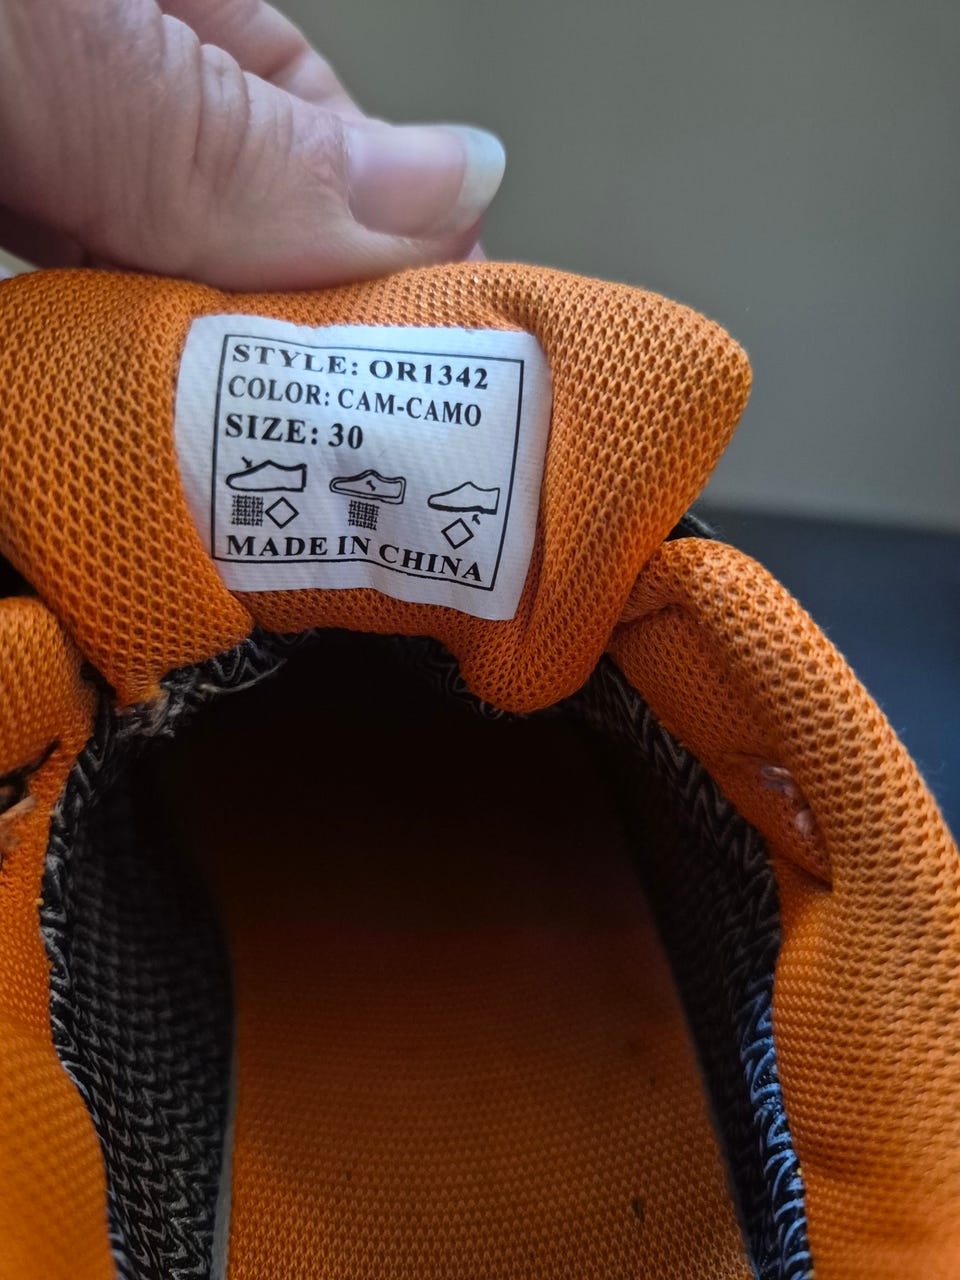 STYLE: OR1342
COLOR: CAM-CAMO
SIZE: 30
MADE IN CHINA